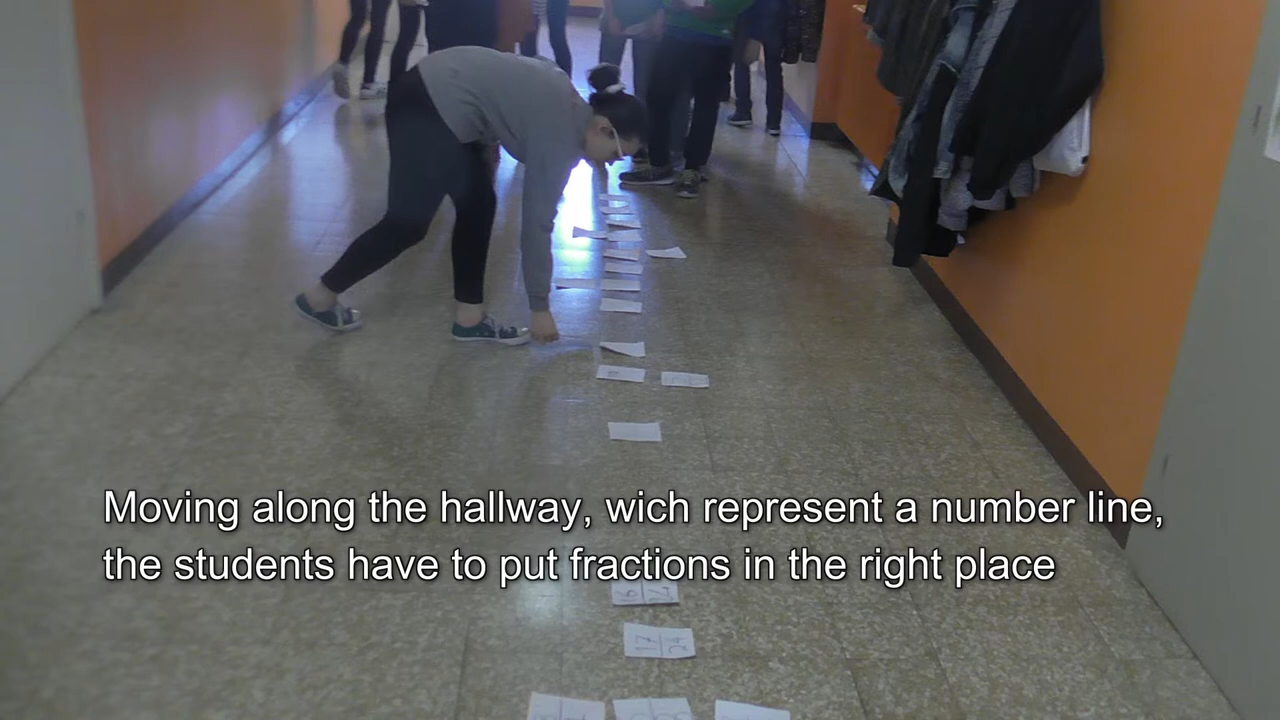 Moving along the hallway, wich represent a number line,
the students have to put fractions in the right place